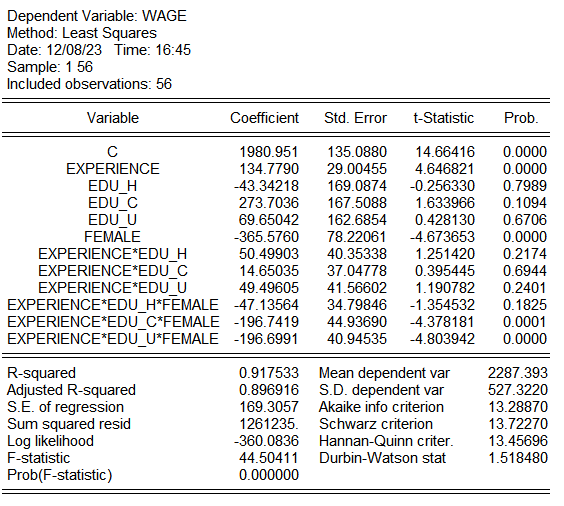 Dependent Variable: WAGE
Method: Least Squares
Date: 12/08/23 Time: 16:45
Sample: 1 56
Included observations: 56
Variable Coefficient Std. Error t-Statistic Prob.
C 1980.951 135.0880 14.66416 0.0000
EXPERIENCE 134.7790 29.00455 4.646821 0.0000
EDU_H -43.34218 169.0874 -0.256330 0.7989
EDU_C 273.7036 167.5088 1.633966 0.1094
EDU_U 69.65042 162.6854 0.428130 0.6706
FEMALE -365.5760 78.22061 -4.673653 0.0000
EXPERIENCE*EDU_H 50.49903 40.35338 1.251420 0.2174
EXPERIENCE*EDU_C 14.65035 37.04778 0.395445 0.6944
EXPERIENCE*EDU_U 49.49605 41.56602 1.190782 0.2401
EXPERIENCE*EDU_H*FEMALE -47.13564 34.79846 -1.354532 0.1825
EXPERIENCE*EDU_C*FEMALE -196.7419 44.93690 -4.378181 0.0001
EXPERIENCE*EDU_U*FEMALE -196.6991 40.94535 -4.803942 0.0000
R-squared 0.917533 Mean dependent var 2287.393
Adjusted R-squared 0.896916 S.D. dependent var 527.3220
S.E. of regression 169.3057 Akaike info criterion 13.28870
Sum squared resid 1261235. Schwarz criterion 13.72270
Log likelihood -360.0836 Hannan-Quinn criter. 13.45696
F-statistic 44.50411 Durbin-Watson stat 1.518480
Prob(F-statistic) 0.000000